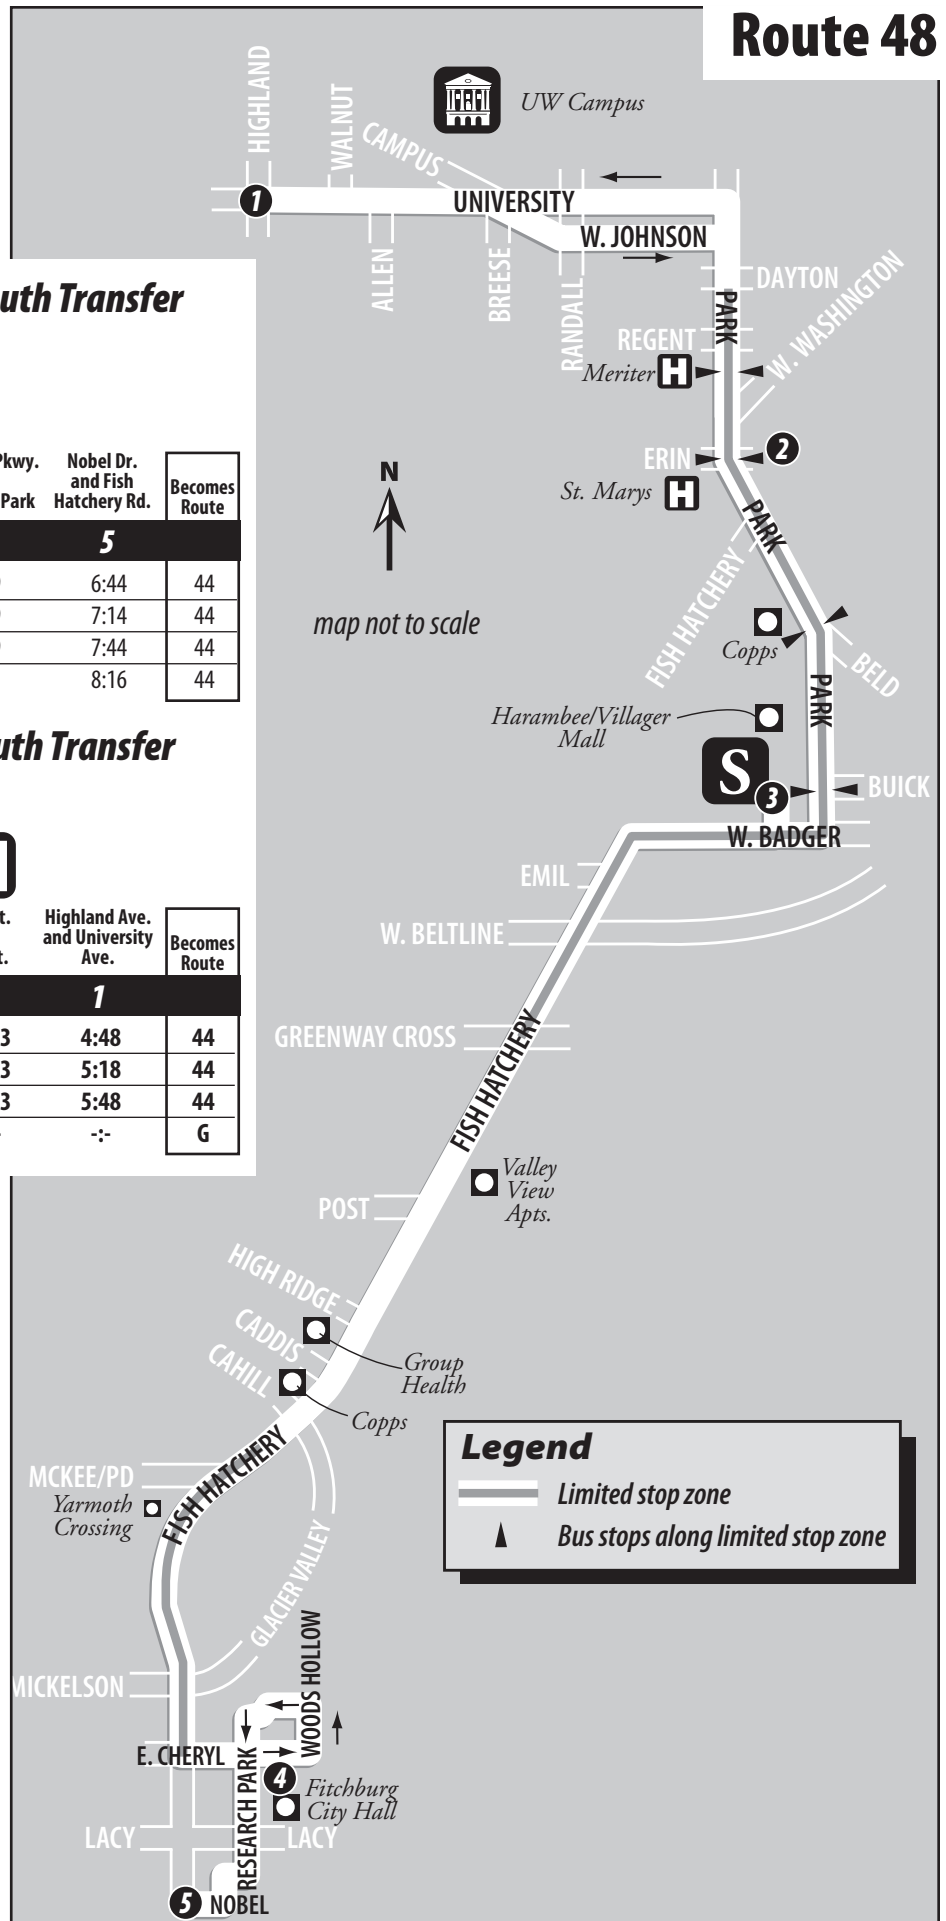 Route 48
HIGHLAND
WALNUT
CAMPUS
UW Campus
1
UNIVERSITY
W. JOHNSON
ALLEN
BREESE
RANDALL
DAYTON
PARK
W. WASHINGTON
REGENT
Meriter H
ERIN
2
St. Marys H
PARK
FISH HATCHERY
N
map not to scale
Copps
BELD
PARK
Harambee/Villager
Mall
S
3
BUICK
W. BADGER
EMIL
W. BELTLINE
GREENWAY CROSS
FISH HATCHERY
Valley
View
Apts.
POST
HIGH RIDGE
CADDIS
CAHILL
Group
Health
Copps
FISH HATCHERY
MCKEE/PD
Yarmoth
Crossing
GLACIER VALLEY
WOODS HOLLOW
MICKELSON
E. CHERYL
RESEARCH PARK
4
Fitchburg
City Hall
LACY
LACY
5
NOBEL
Legend
Limited stop zone
Bus stops along limited stop zone
uth Transfer
Pkwy.
Park
Nobel Dr.
and Fish
Hatchery Rd.
Becomes
Route
5
6:44 44
7:14 44
7:44 44
8:16 44
uth Transfer
t.
t.
Highland Ave.
and University
Ave.
Becomes
Route
1
3 4:48 44
3 5:18 44
3 5:48 44
-:- G